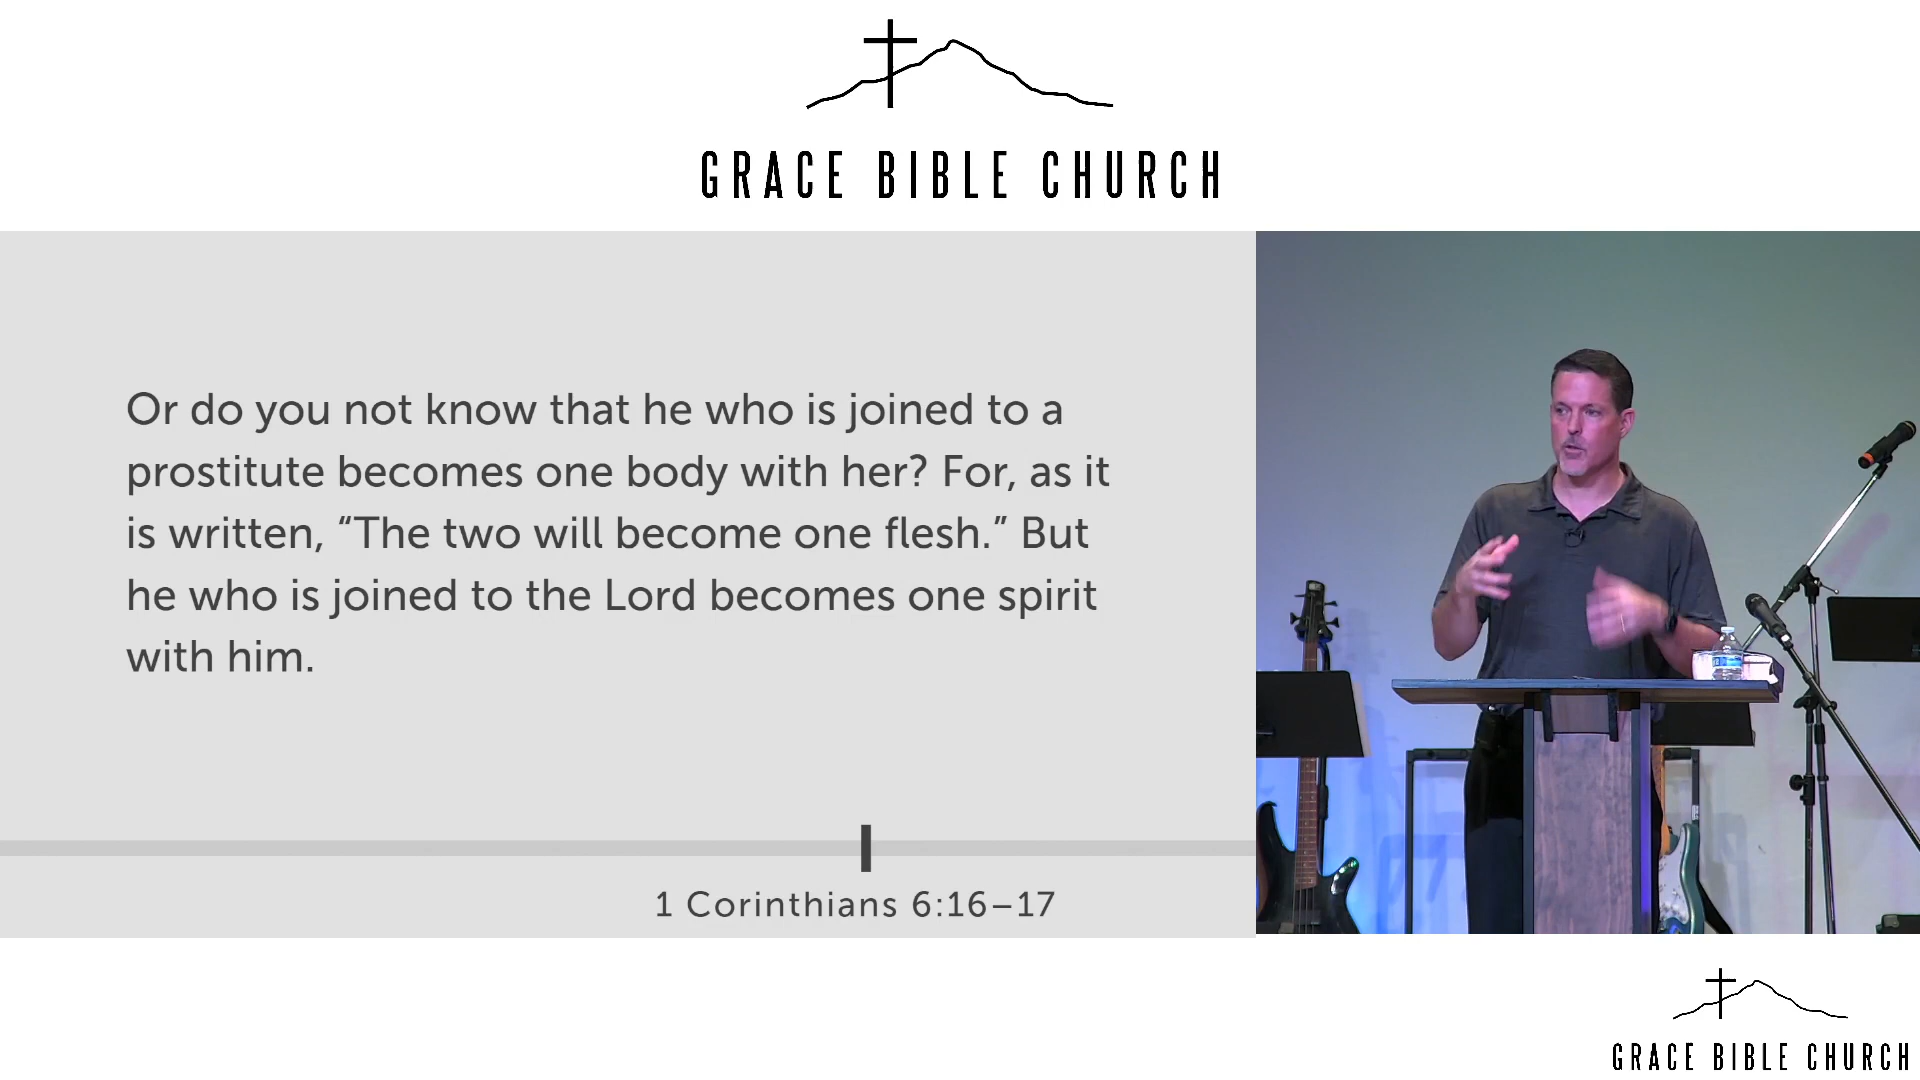 GRACE BIBLE CHURCH
Or do you not know that he who is joined to a
prostitute becomes one body with her? For, as it
is written, “The two will become one flesh.” But
he who is joined to the Lord becomes one spirit
with him.
1 Corinthians 6:16–17
GRACE BIBLE CHURCH